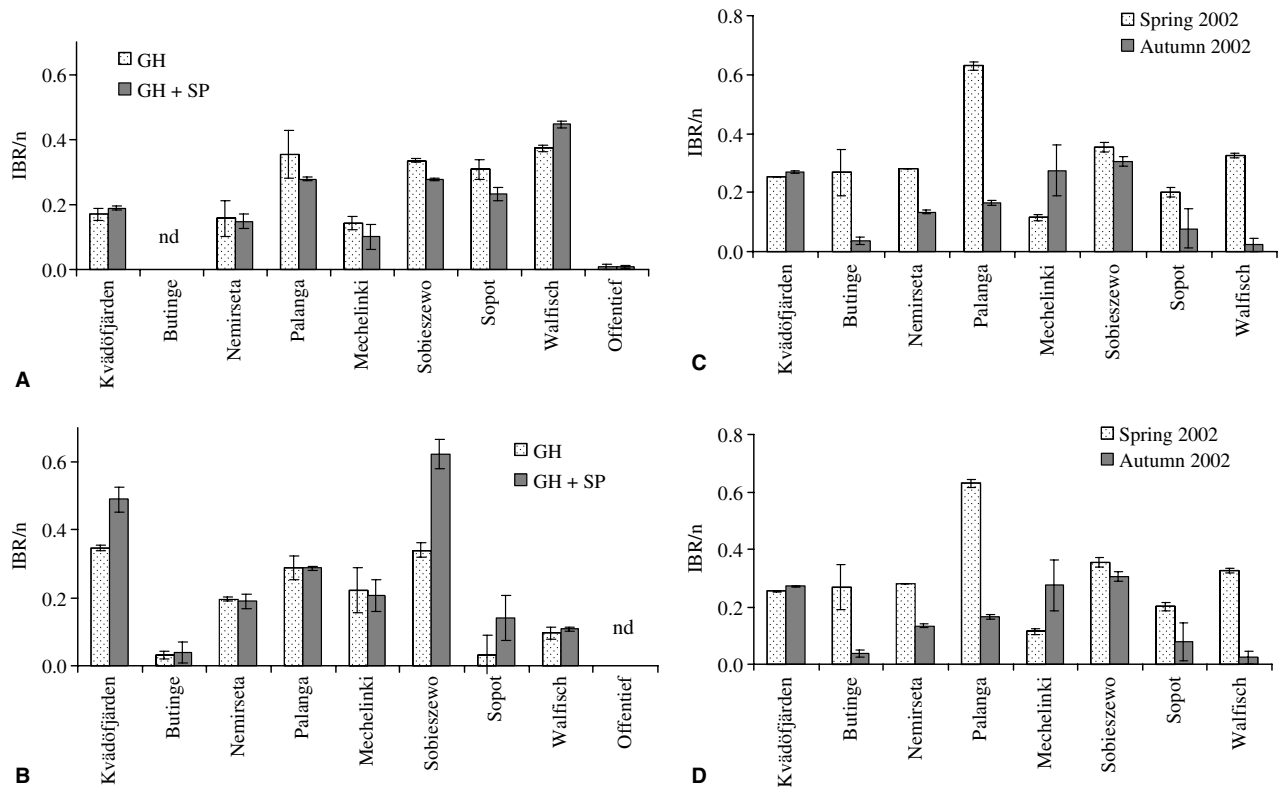 GH
GH + SP
IBR/n
0.6
0.4
0.2
0.0
nd
Kvädöfjärden
Butinge
Nemirseta
Palanga
Mechelinki
Sobieszewo
Sopot
Walfisch
Offentief
A
Spring 2002
Autumn 2002
IBR/n
0.8
0.6
0.4
0.2
0.0
Kvädöfjärden
Butinge
Nemirseta
Palanga
Mechelinki
Sobieszewo
Sopot
Walfisch
C
GH
GH + SP
IBR/n
0.6
0.4
0.2
0.0
nd
Kvädöfjärden
Butinge
Nemirseta
Palanga
Mechelinki
Sobieszewo
Sopot
Walfisch
Offentief
B
Spring 2002
Autumn 2002
IBR/n
0.8
0.6
0.4
0.2
0.0
Kvädöfjärden
Butinge
Nemirseta
Palanga
Mechelinki
Sobieszewo
Sopot
Walfisch
D